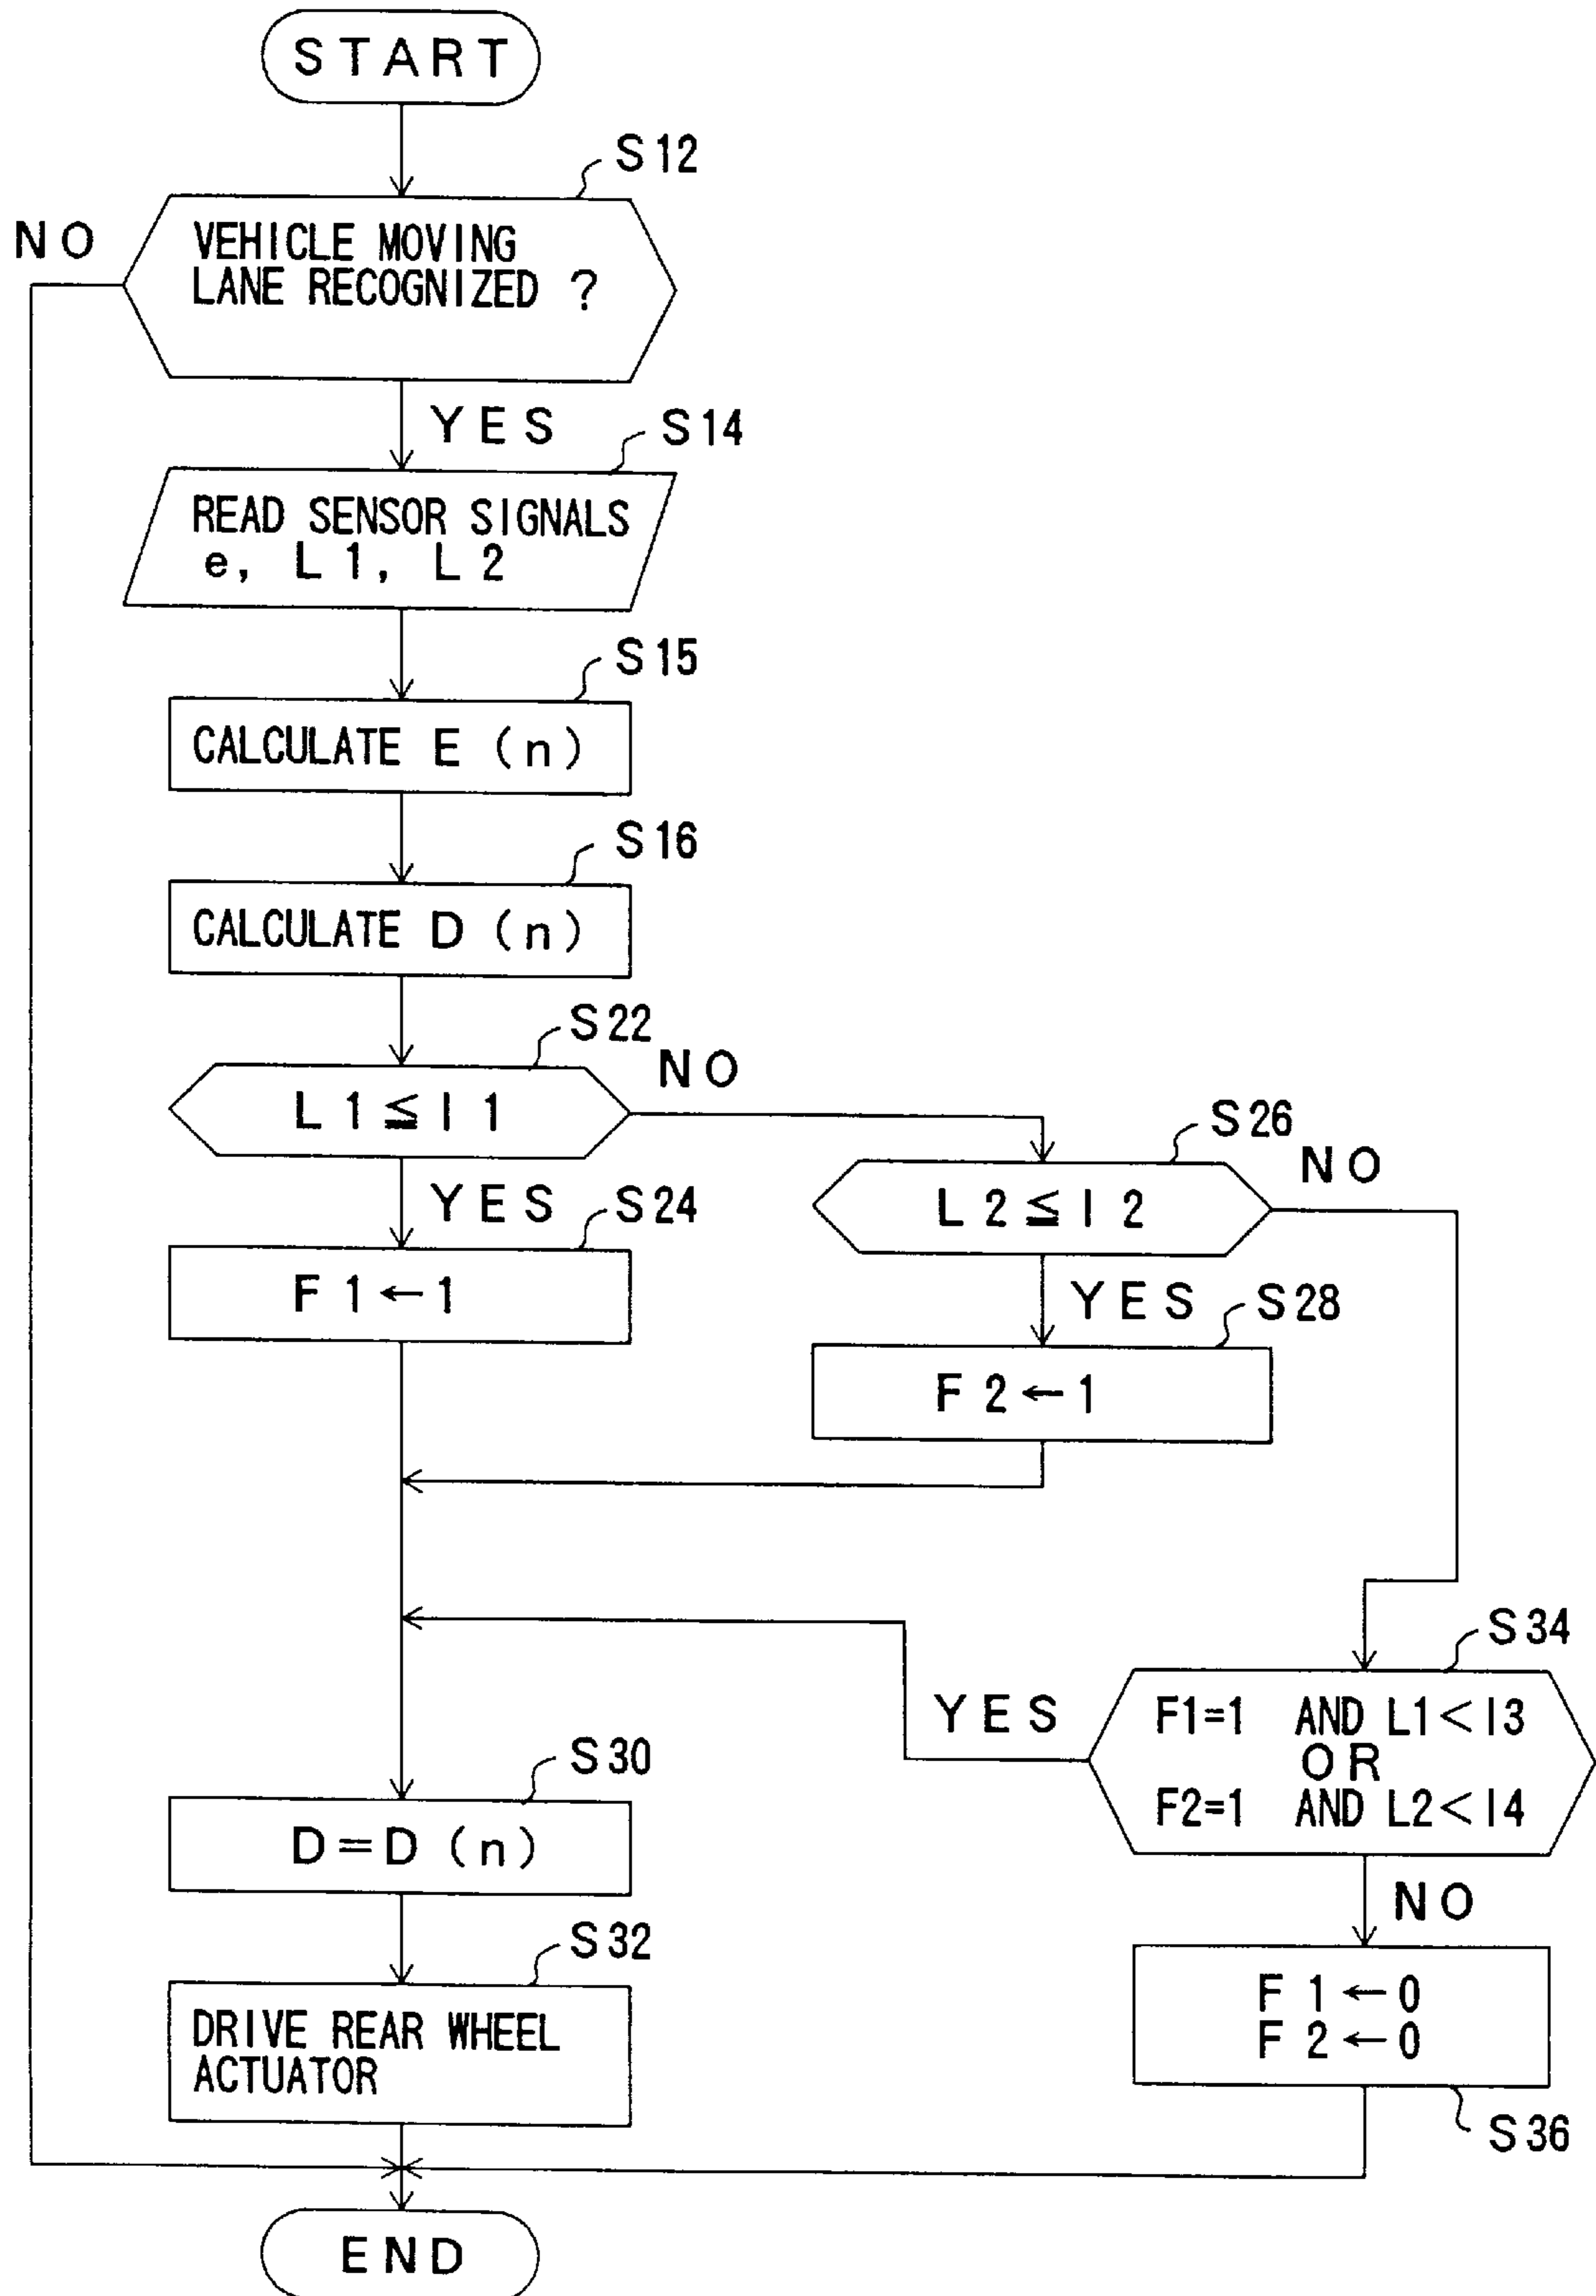 START
S12
NO
VEHICLE MOVING
LANE RECOGNIZED ?
YES
S14
READ SENSOR SIGNALS
e, L1, L2
S15
CALCULATE E (n)
S16
CALCULATE D (n)
S22
L1≦l1
NO
YES
S24
F1←1
S26
L2≦l2
NO
YES
S28
F2←1
S34
F1=1 AND L1<l3
OR
F2=1 AND L2<l4
YES
NO
S30
D=D (n)
S32
DRIVE REAR WHEEL
ACTUATOR
F1←0
F2←0
S36
END